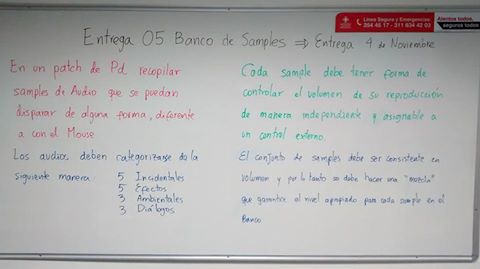 Línea Segura y Emergencias:
354 45 17 - 311 634 42 03
Alientos todos,
seguros todos
Entrega 05 Banco de Samples ⇒ Entrega 4 de Noviembre
En un patch de Pd recopilar
samples de Audio que se puedan
disparar de alguna forma, diferente
a con el Mouse
Los audios deben categorizarse de la
siguiente manera
5 Incidentales
5 Efectos
3 Ambientales
3 Diálogos
Cada sample debe tener forma de
controlar el volumen de su reproducción
de manera independiente y asignable a
un control externo.
El conjunto de samples debe ser consistente en
volumen y por lo tanto se debe hacer una "mezcla"
que garantice el nivel apropiado para cada sample en el
Banco